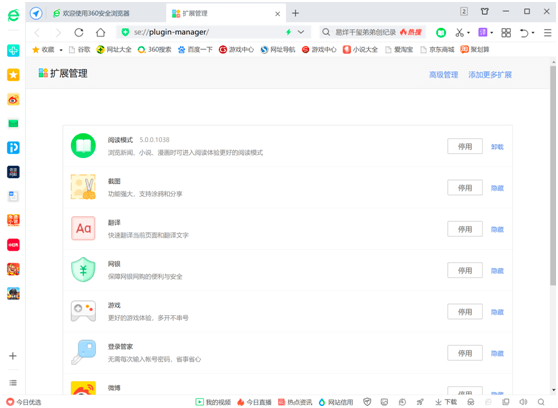 欢迎使用360安全浏览器
扩展管理
2
se://plugin-manager/
热搜
收藏
谷歌
网址大全
360搜索
百度一下
游戏中心
网址导航
游戏中心
小说大全
爱淘宝
京东商城
聚划算
扩展管理
高级管理
添加更多扩展
阅读模式 5.0.0.1038
浏览新闻、小说、漫画时可进入阅读体验更好的阅读模式
停用
卸载
截图
功能强大、支持涂鸦和分享
停用
隐藏
Aa
翻译
快速翻译当前页面和翻译文字
停用
隐藏
网银
保障网银网购的便利与安全
停用
隐藏
游戏
更好的游戏体验、多开不串号
停用
隐藏
登录管家
无需每次输入帐号密码，省事省心
停用
隐藏
微博
停用
隐藏
今日优选
我的视频
今日直播
热点资讯
网站信用
下载